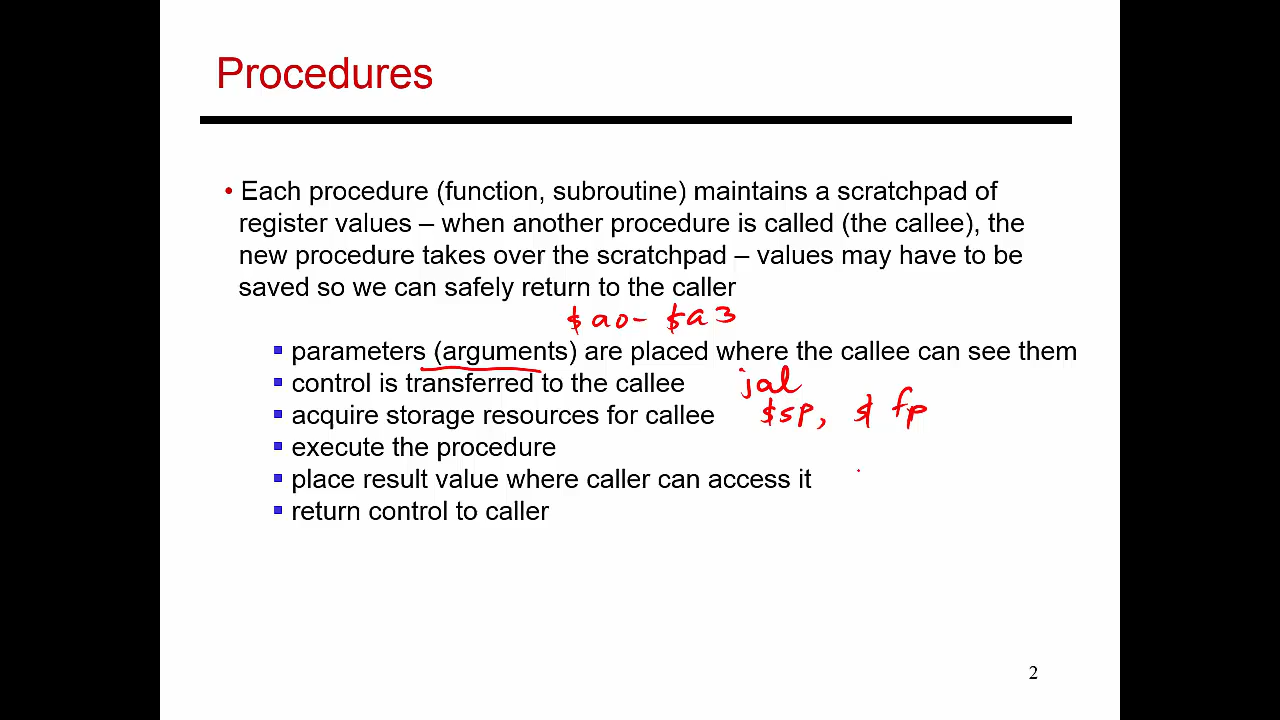 Procedures
• Each procedure (function, subroutine) maintains a scratchpad of
register values – when another procedure is called (the callee), the
new procedure takes over the scratchpad – values may have to be
saved so we can safely return to the caller
$a0- $a3
▪ parameters (arguments) are placed where the callee can see them
▪ control is transferred to the callee jal
▪ acquire storage resources for callee $sp, $fp
▪ execute the procedure
▪ place result value where caller can access it
▪ return control to caller
2